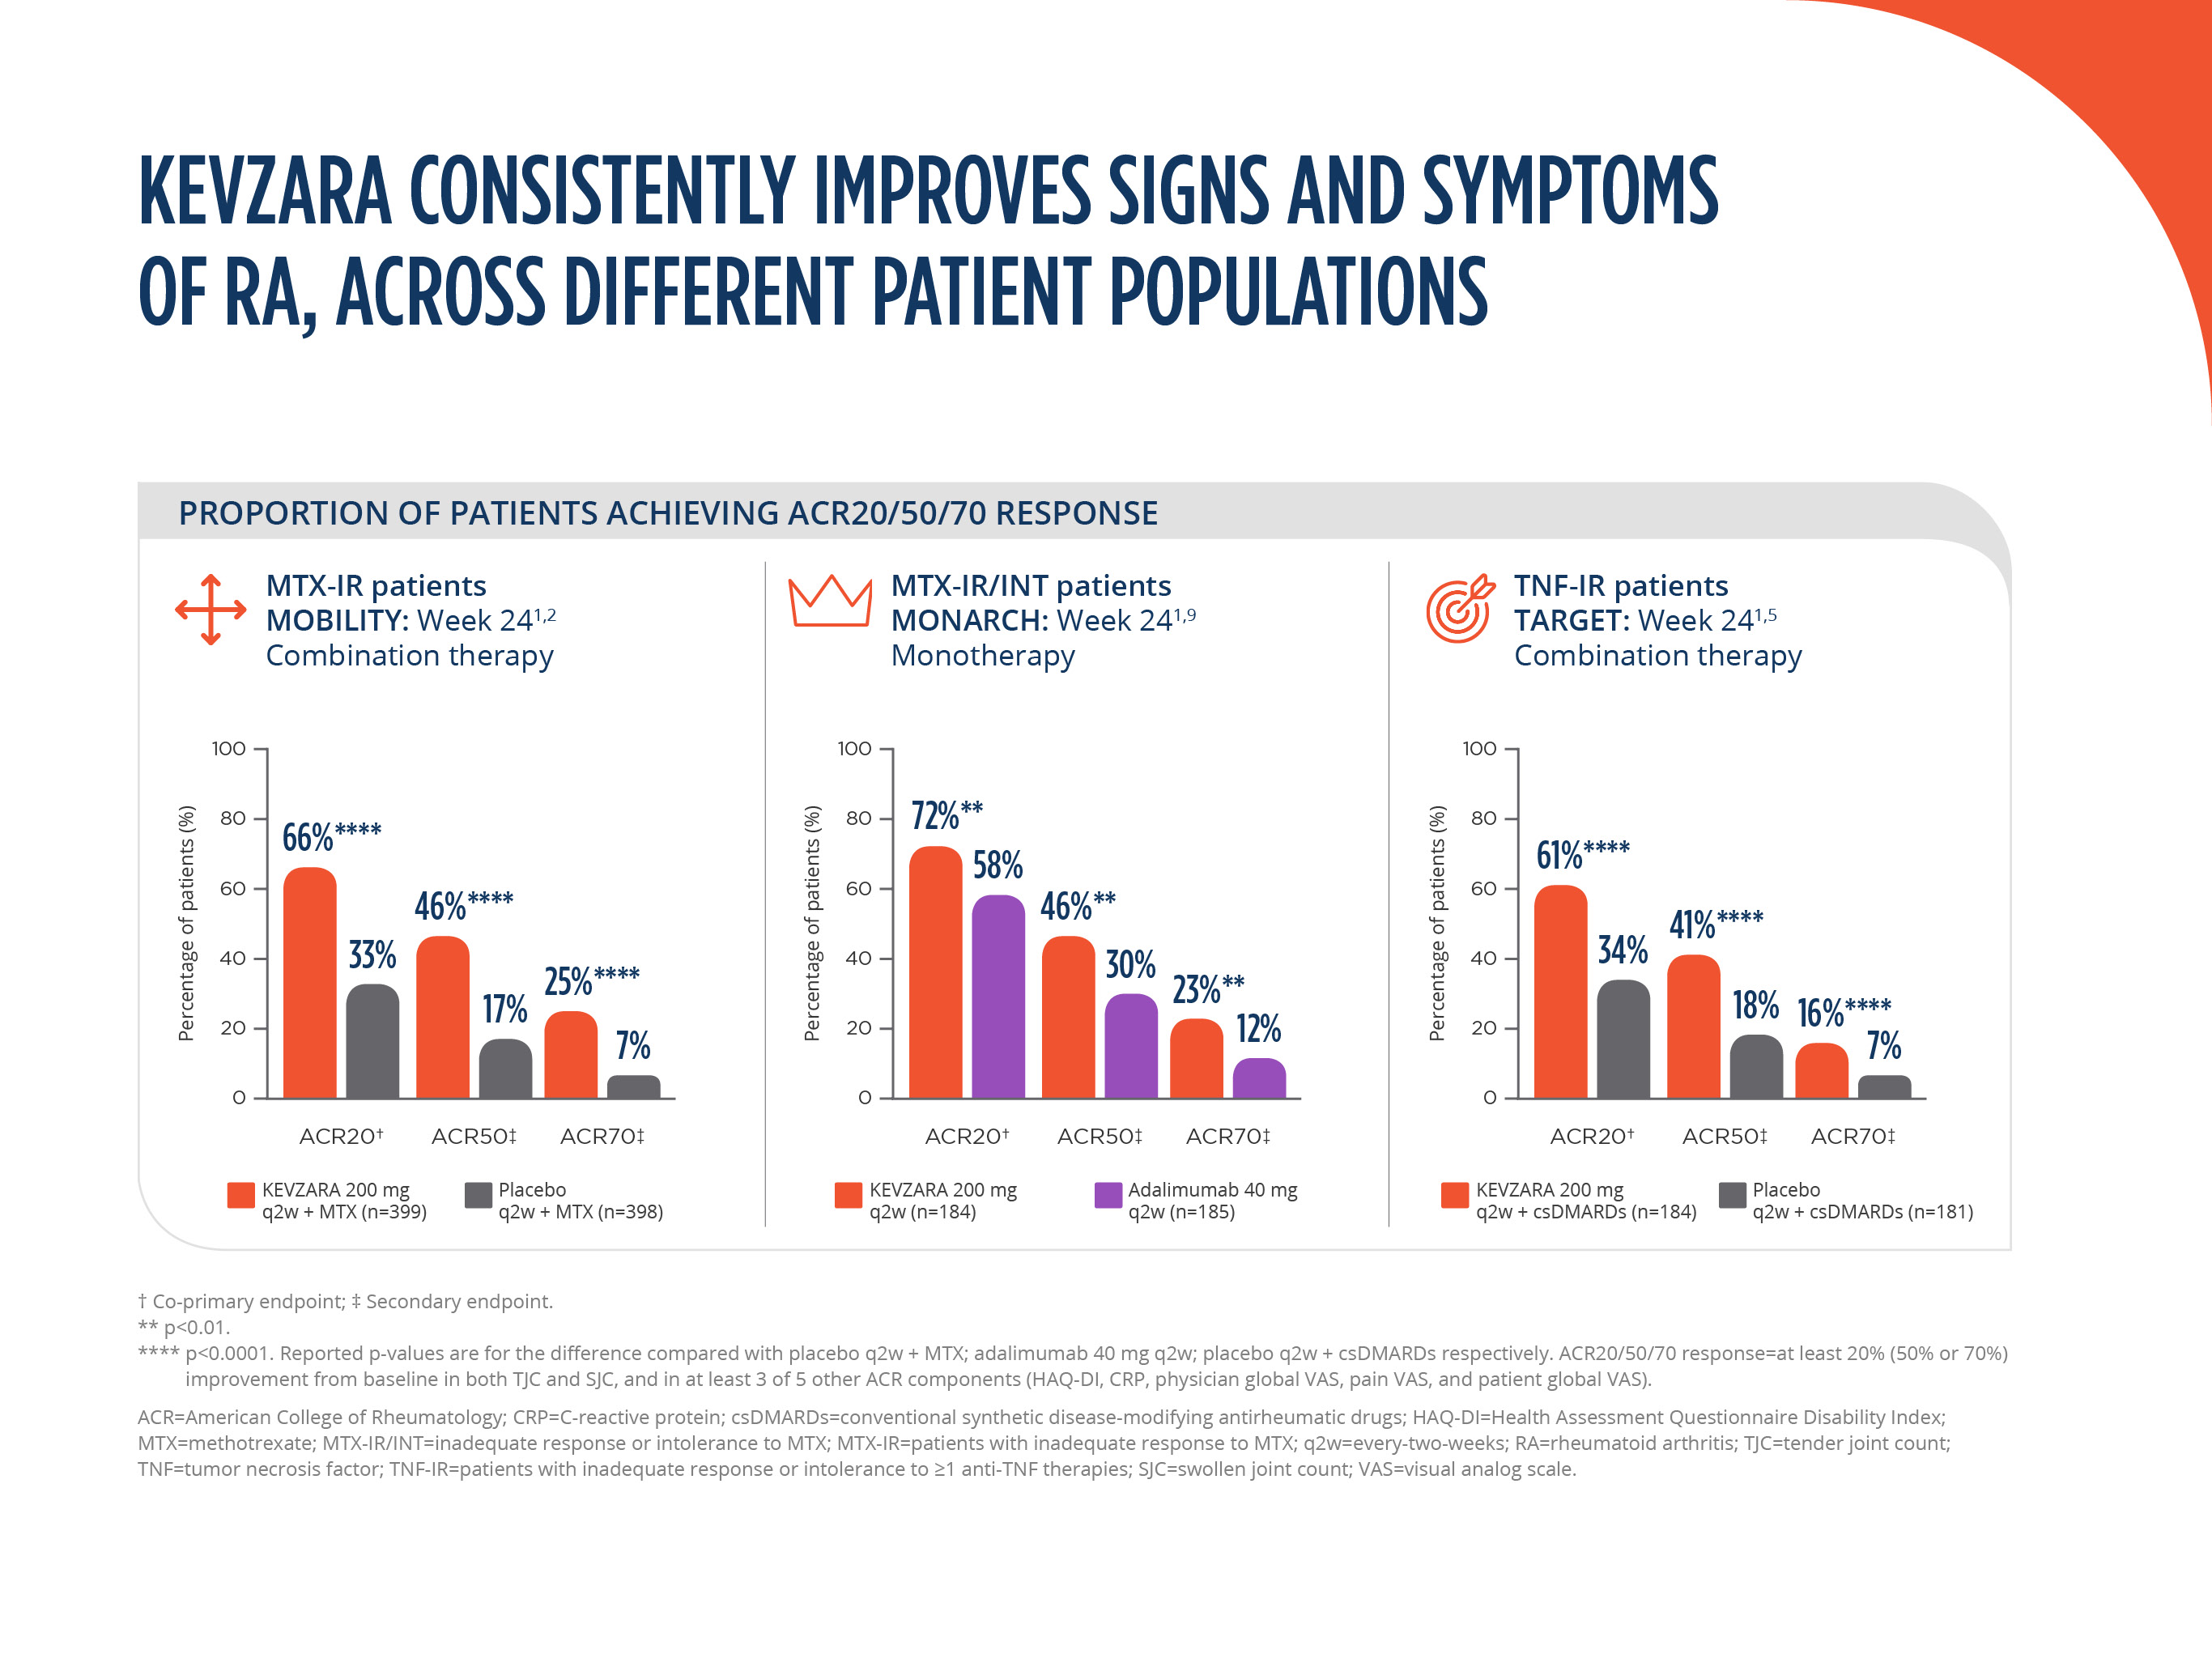 KEVZARA CONSISTENTLY IMPROVES SIGNS AND SYMPTOMS
OF RA, ACROSS DIFFERENT PATIENT POPULATIONS
PROPORTION OF PATIENTS ACHIEVING ACR20/50/70 RESPONSE
MTX-IR patients
MOBILITY: Week 24¹,²
Combination therapy
Percentage of patients (%)
100
80
60
40
20
0
66%****
33%
46%****
17%
25%****
7%
ACR20†
ACR50‡
ACR70‡
KEVZARA 200 mg
q2w + MTX (n=399)
Placebo
q2w + MTX (n=398)
MTX-IR/INT patients
MONARCH: Week 24¹,⁹
Monotherapy
Percentage of patients (%)
100
80
60
40
20
0
72%**
58%
46%**
30%
23%**
12%
ACR20†
ACR50‡
ACR70‡
KEVZARA 200 mg
q2w (n=184)
Adalimumab 40 mg
q2w (n=185)
TNF-IR patients
TARGET: Week 24¹,⁵
Combination therapy
Percentage of patients (%)
100
80
60
40
20
0
61%****
34%
41%****
18%
16%****
7%
ACR20†
ACR50‡
ACR70‡
KEVZARA 200 mg
q2w + csDMARDs (n=184)
Placebo
q2w + csDMARDs (n=181)
† Co-primary endpoint; ‡ Secondary endpoint.
** p<0.01.
**** p<0.0001. Reported p-values are for the difference compared with placebo q2w + MTX; adalimumab 40 mg q2w; placebo q2w + csDMARDs respectively. ACR20/50/70 response=at least 20% (50% or 70%)
improvement from baseline in both TJC and SJC, and in at least 3 of 5 other ACR components (HAQ-DI, CRP, physician global VAS, pain VAS, and patient global VAS).
ACR=American College of Rheumatology; CRP=C-reactive protein; csDMARDs=conventional synthetic disease-modifying antirheumatic drugs; HAQ-DI=Health Assessment Questionnaire Disability Index;
MTX=methotrexate; MTX-IR/INT=inadequate response or intolerance to MTX; MTX-IR=patients with inadequate response to MTX; q2w=every-two-weeks; RA=rheumatoid arthritis; TJC=tender joint count;
TNF=tumor necrosis factor; TNF-IR=patients with inadequate response or intolerance to ≥1 anti-TNF therapies; SJC=swollen joint count; VAS=visual analog scale.